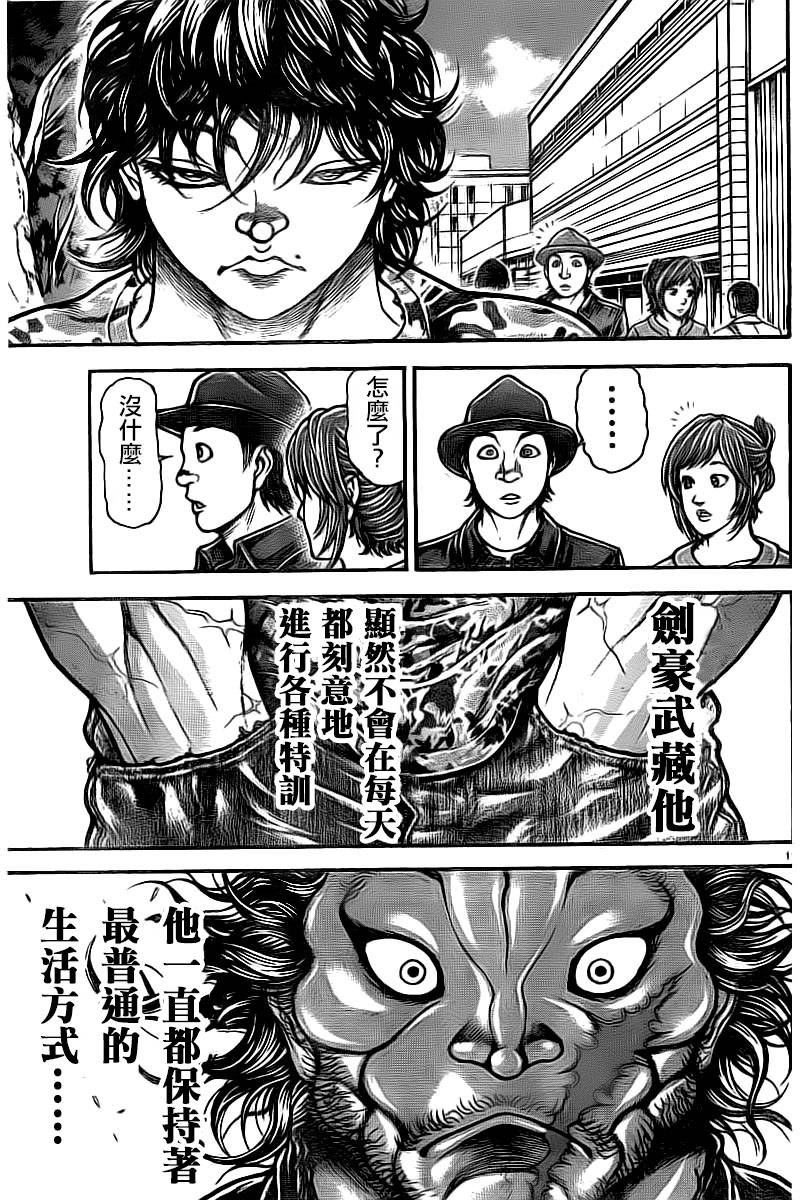 ……
怎麼了？
沒什麼……
劍豪武藏他
顯然不會在每天
都刻意地
進行各種特訓
他一直都保持著
最普通的
生活方式……